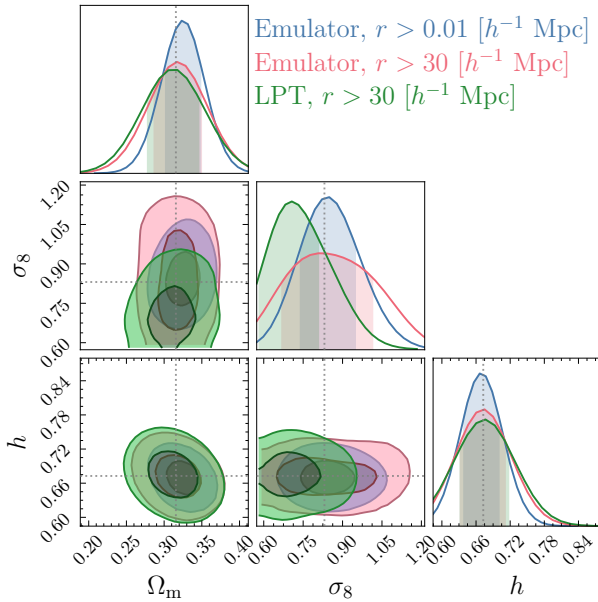 Emulator, r > 0.01 [h⁻¹ Mpc]
Emulator, r > 30 [h⁻¹ Mpc]
LPT, r > 30 [h⁻¹ Mpc]
1.20
1.05
0.90
0.75
0.60
σ₈
0.84
0.78
0.72
0.66
0.60
h
0.20 0.25 0.30 0.35 0.40
0.60 0.75 0.90 1.05 1.20
0.60 0.66 0.72 0.78 0.84
Ωₘ
σ₈
h